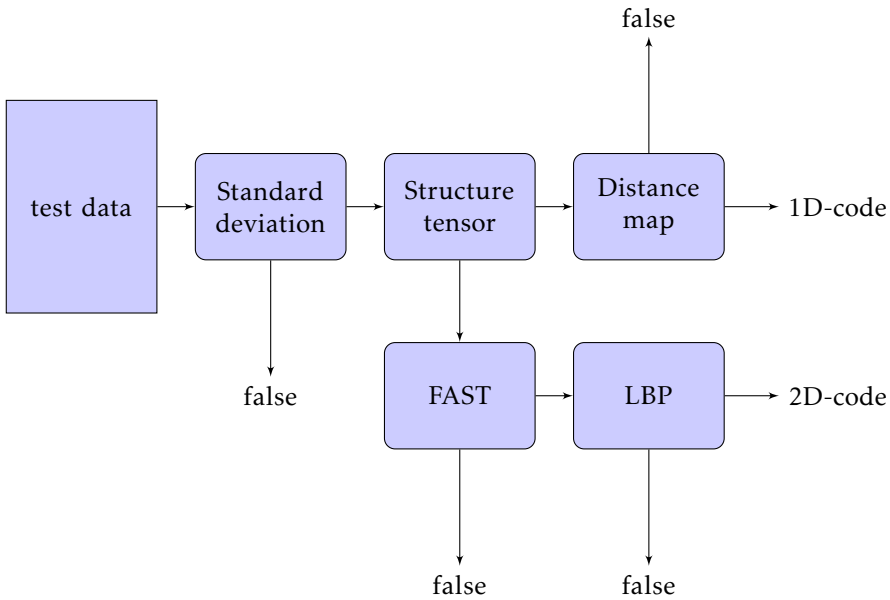 false
test data
Standard
deviation
Structure
tensor
Distance
map
1D-code
false
FAST
LBP
2D-code
false
false